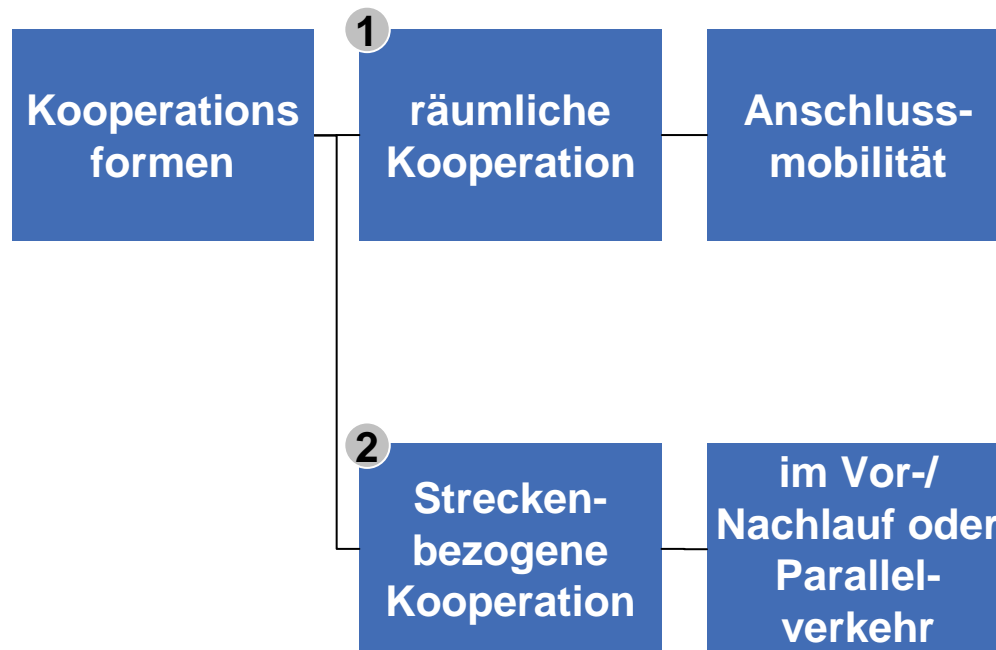 Kooperations
formen
1
räumliche
Kooperation
Anschluss-
mobilität
2
Strecken-
bezogene
Kooperation
im Vor-/
Nachlauf oder
Parallel-
verkehr